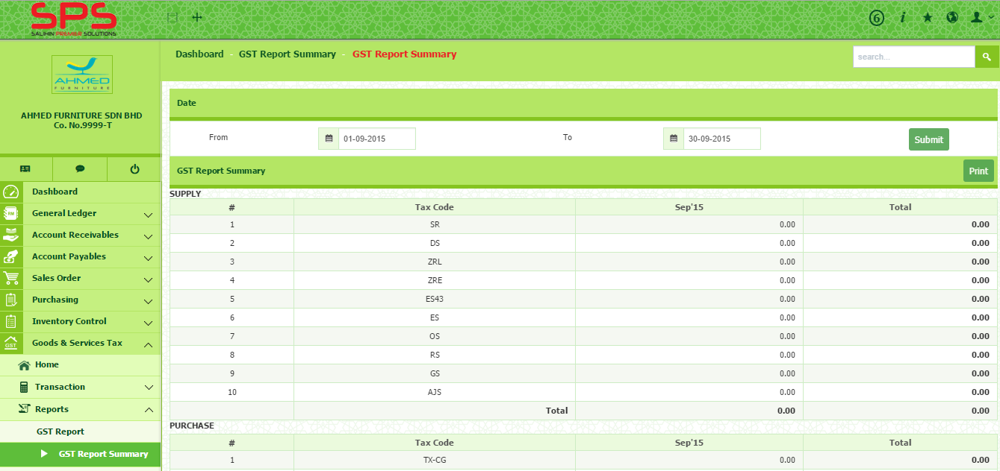 SPS
SALIHIN PREMIER SOLUTIONS
6
i
AHMED
FURNITURE
AHMED FURNITURE SDN BHD
Co. No.9999-T
Dashboard
General Ledger
RM
Account Receivables
Account Payables
Sales Order
Purchasing
Inventory Control
Goods & Services Tax
GST
Home
Transaction
Reports
GST Report
GST Report Summary
Dashboard - GST Report Summary - GST Report Summary
search...
Date
From 01-09-2015 To 30-09-2015 Submit
GST Report Summary Print
SUPPLY
# Tax Code Sep'15 Total
1 SR 0.00 0.00
2 DS 0.00 0.00
3 ZRL 0.00 0.00
4 ZRE 0.00 0.00
5 ES43 0.00 0.00
6 ES 0.00 0.00
7 OS 0.00 0.00
8 RS 0.00 0.00
9 GS 0.00 0.00
10 AJS 0.00 0.00
Total 0.00 0.00
PURCHASE
# Tax Code Sep'15 Total
1 TX-CG 0.00 0.00